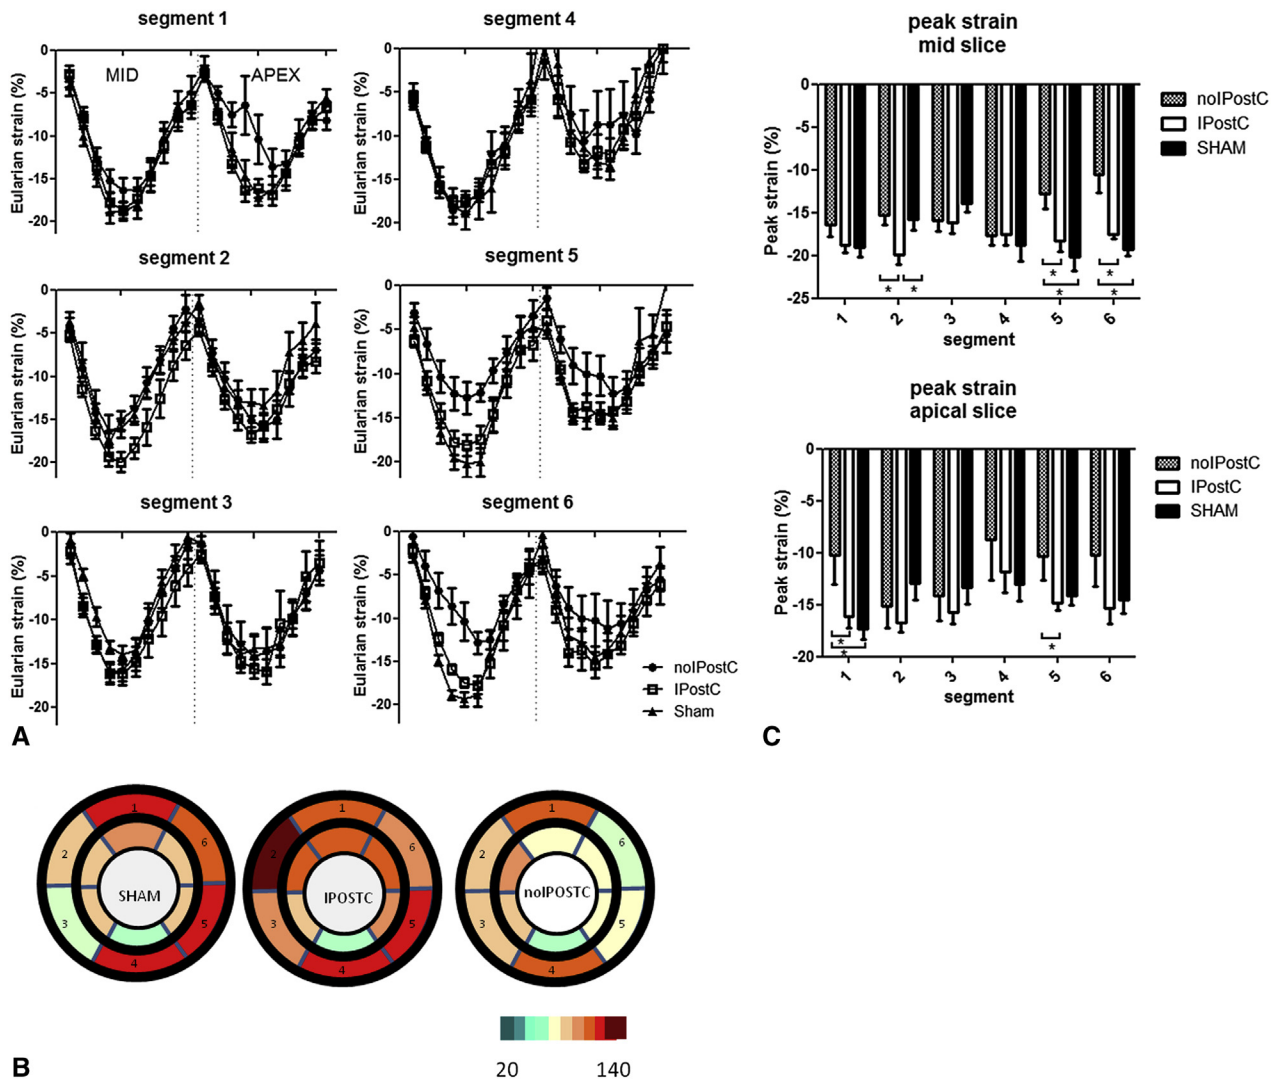 segment 1
0
-5
-10
-15
-20
Eularian strain (%)
MID
APEX
segment 4
0
-5
-10
-15
-20
Eularian strain (%)
segment 2
0
-5
-10
-15
-20
Eularian strain (%)
segment 5
0
-5
-10
-15
-20
Eularian strain (%)
segment 3
0
-5
-10
-15
-20
Eularian strain (%)
segment 6
0
-5
-10
-15
-20
Eularian strain (%)
noIPostC
IPostC
Sham
A
peak strain
mid slice
0
-5
-10
-15
-20
-25
Peak strain (%)
* * * * * *
1 2 3 4 5 6
segment
noIPostC
IPostC
SHAM
peak strain
apical slice
0
-5
-10
-15
-20
Peak strain (%)
* * *
1 2 3 4 5 6
segment
noIPostC
IPostC
SHAM
C
1
2
3
4
5
6
SHAM
1
2
3
4
5
6
IPOSTC
1
2
3
4
5
6
noIPOSTC
20 140
B